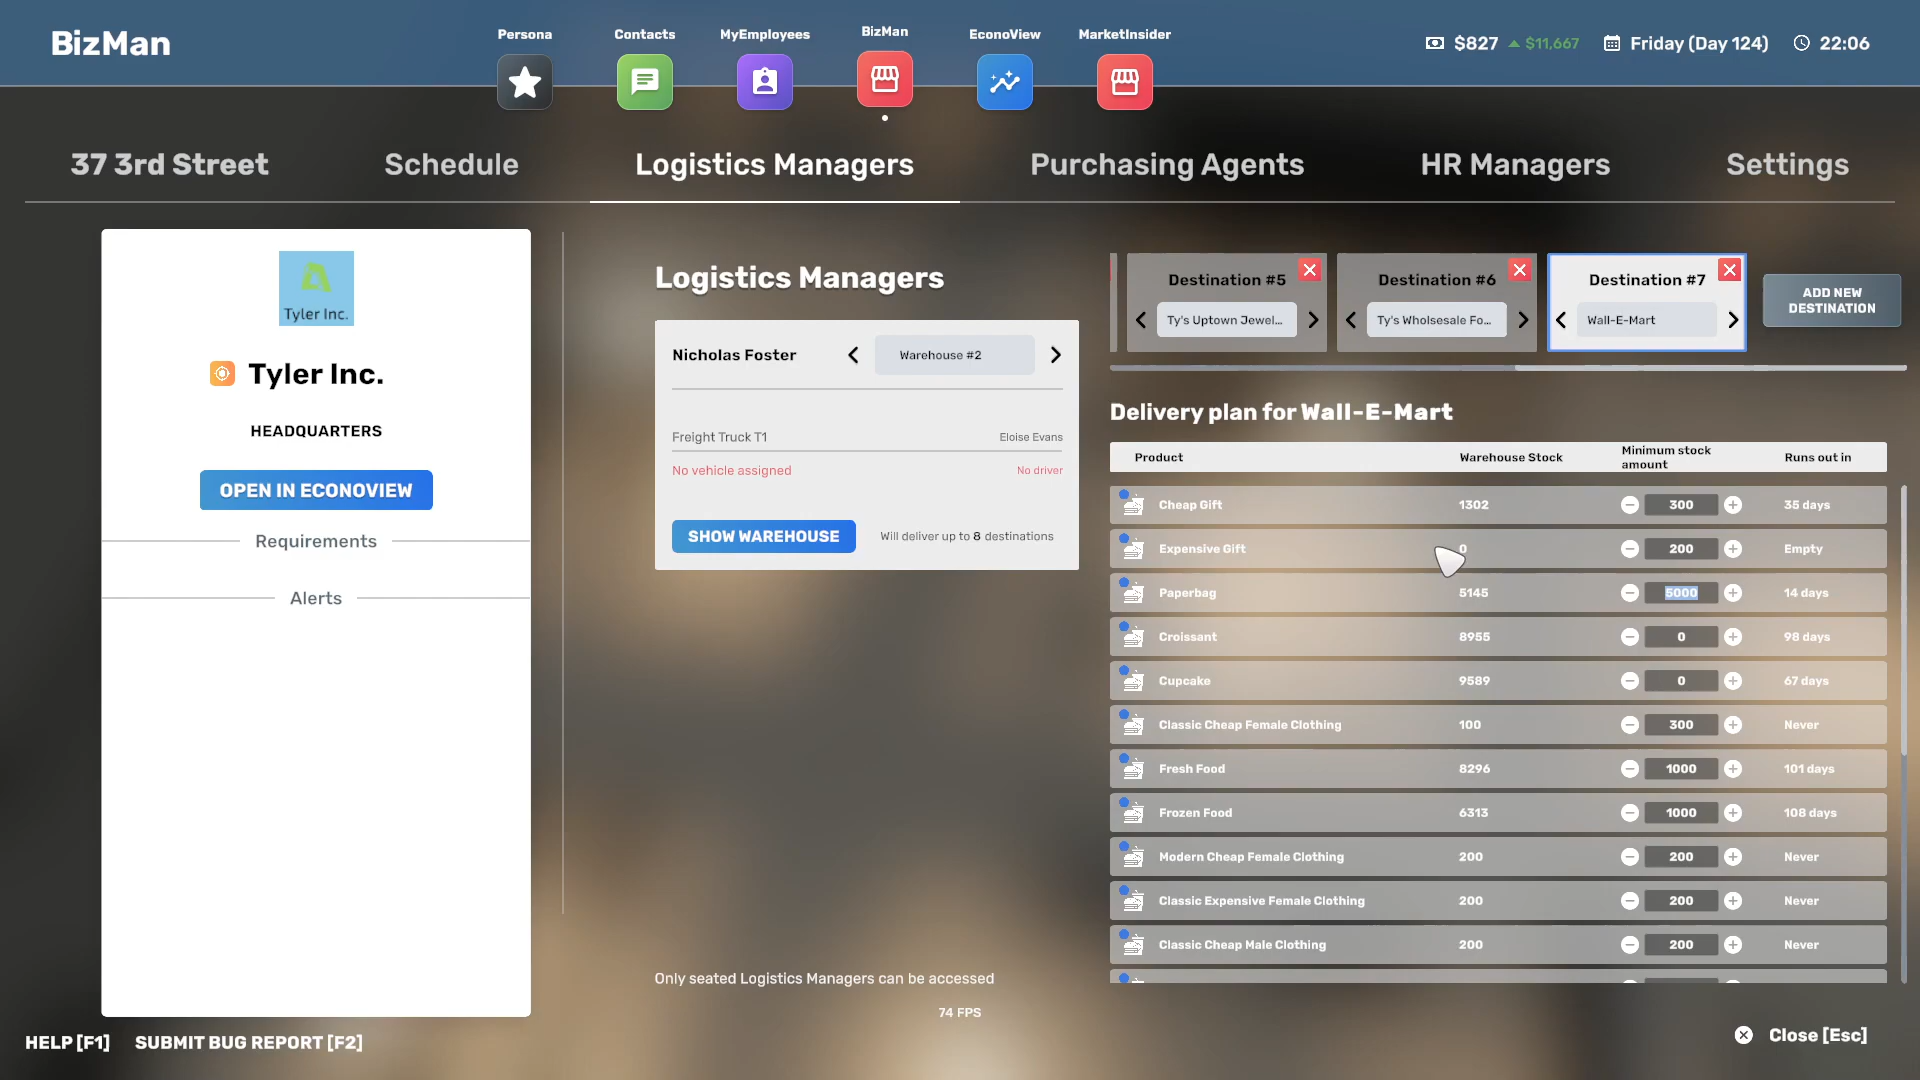 BizMan
Persona
Contacts
MyEmployees
BizMan
EconoView
MarketInsider
$827
$11,667
Friday (Day 124)
22:06
37 3rd Street
Schedule
Logistics Managers
Purchasing Agents
HR Managers
Settings
Tyler Inc.
Tyler Inc.
HEADQUARTERS
OPEN IN ECONOVIEW
Requirements
Alerts
Logistics Managers
Nicholas Foster
Warehouse #2
Freight Truck T1
Eloise Evans
No vehicle assigned
No driver
SHOW WAREHOUSE
Will deliver up to 8 destinations
Only seated Logistics Managers can be accessed
74 FPS
Destination #5
Ty's Uptown Jewel...
Destination #6
Ty's Wholsesale Fo...
Destination #7
Wall-E-Mart
ADD NEW
DESTINATION
Delivery plan for Wall-E-Mart
Product Warehouse Stock Minimum stock amount Runs out in
Cheap Gift 1302 300 35 days
Expensive Gift 0 200 Empty
Paperbag 5145 5000 14 days
Croissant 8955 0 98 days
Cupcake 9589 0 67 days
Classic Cheap Female Clothing 100 300 Never
Fresh Food 8296 1000 101 days
Frozen Food 6313 1000 108 days
Modern Cheap Female Clothing 200 200 Never
Classic Expensive Female Clothing 200 200 Never
Classic Cheap Male Clothing 200 200 Never
HELP [F1]
SUBMIT BUG REPORT [F2]
Close [Esc]